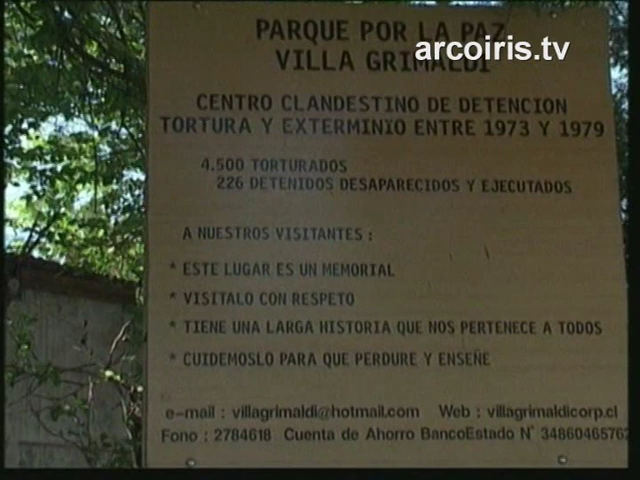 PARQUE POR LA PAZ
arcoiris.tv
VILLA GRIMALDI
CENTRO CLANDESTINO DE DETENCION
TORTURA Y EXTERMINIO ENTRE 1973 Y 1979
4.500 TORTURADOS
226 DETENIDOS DESAPARECIDOS Y EJECUTADOS
A NUESTROS VISITANTES :
* ESTE LUGAR ES UN MEMORIAL
* VISITALO CON RESPETO
* TIENE UNA LARGA HISTORIA QUE NOS PERTENECE A TODOS
* CUIDEMOSLO PARA QUE PERDURE Y ENSEÑE
e-mail : villagrimaldi@hotmail.com Web : villagrimaldicorp.cl
Fono : 2784618 Cuenta de Ahorro BancoEstado N° 34860465762